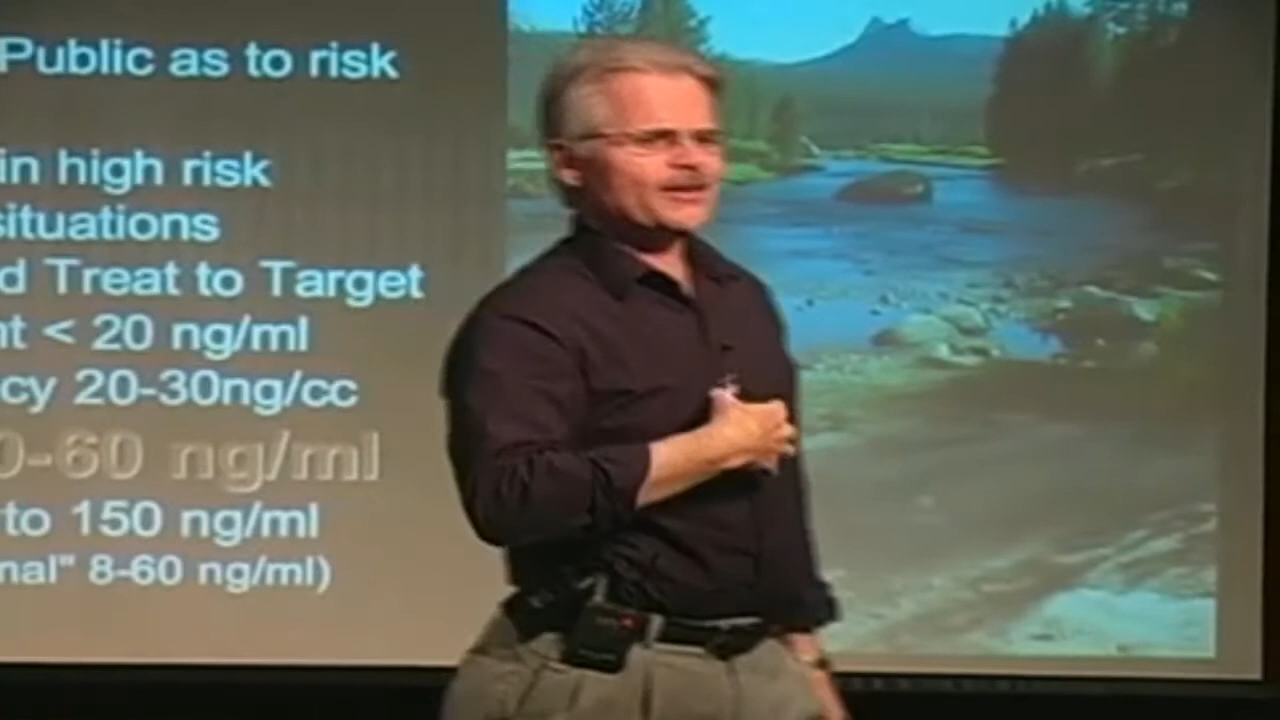 Public as to risk
in high risk
situations
d Treat to Target
nt < 20 ng/ml
cy 20-30ng/cc
0-60 ng/ml
to 150 ng/ml
nal" 8-60 ng/ml)